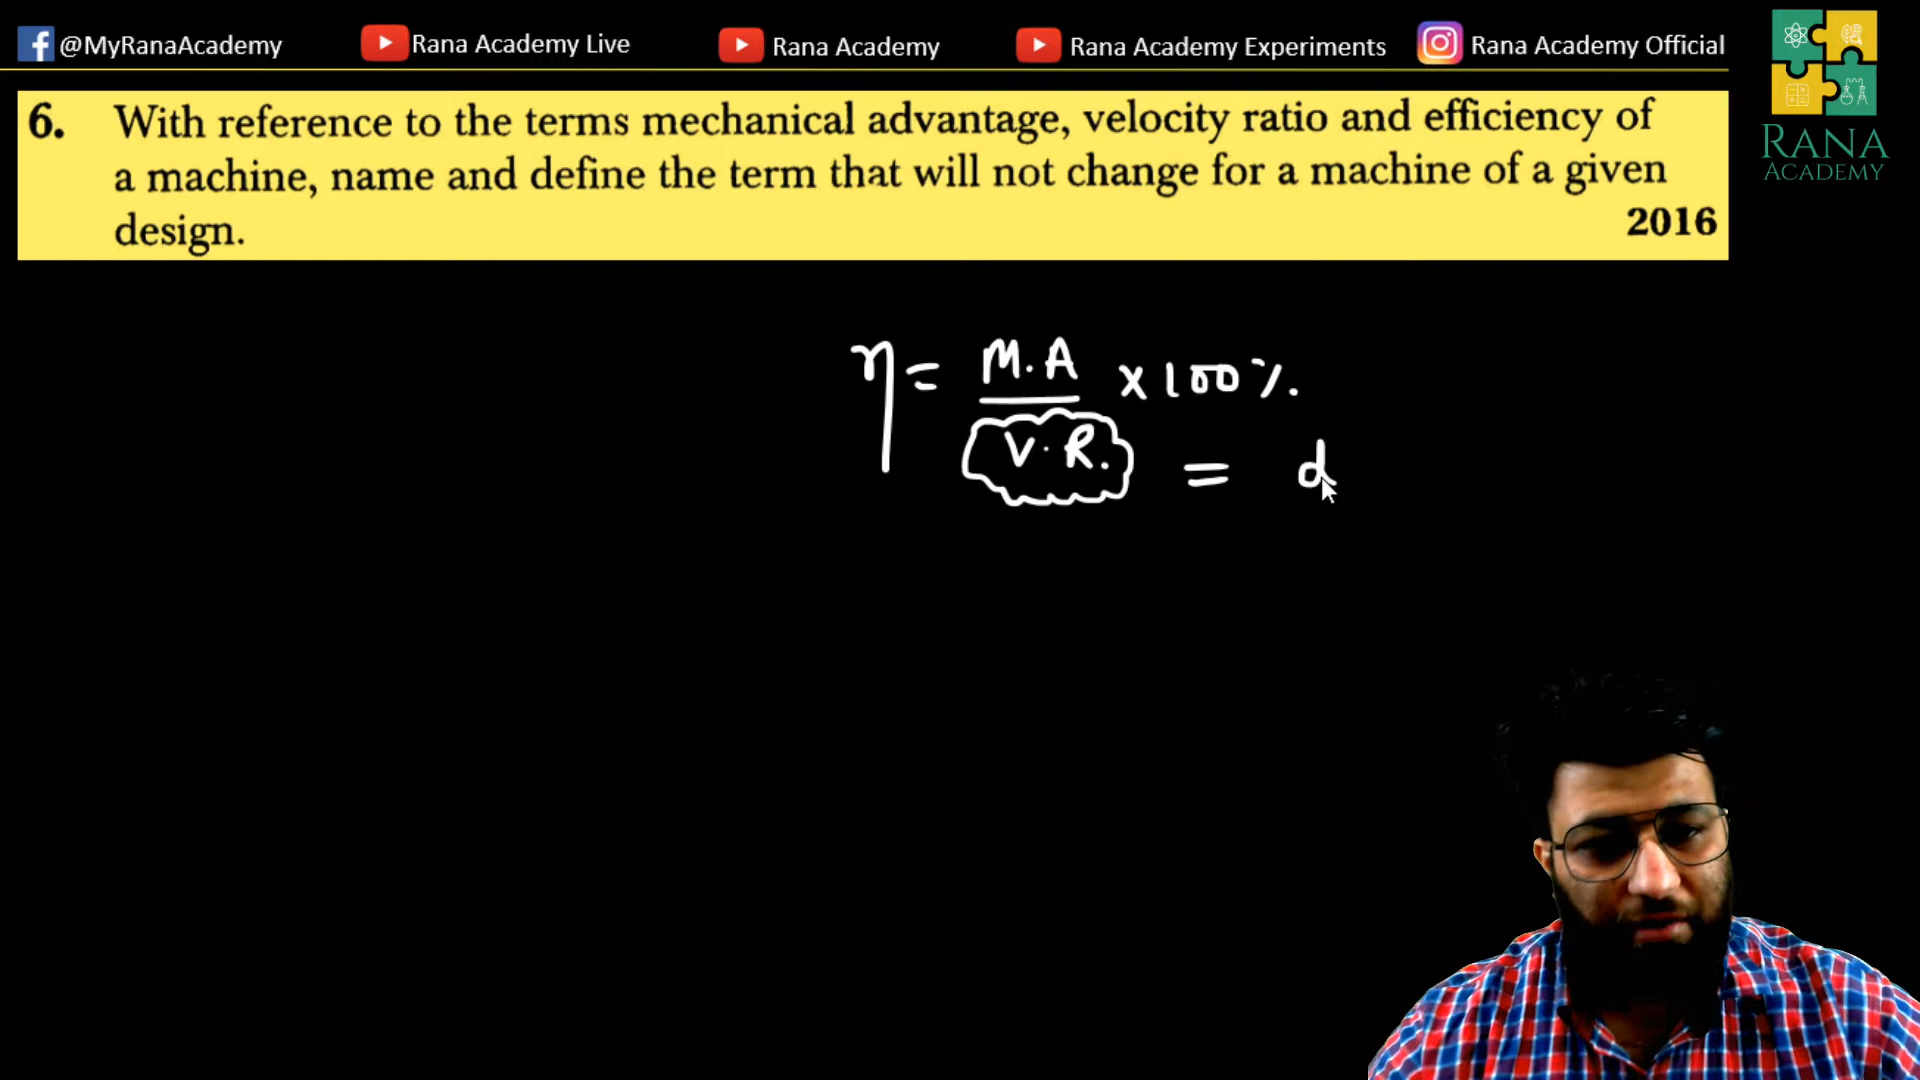 @MyRanaAcademy Rana Academy Live Rana Academy Rana Academy Experiments Rana Academy Official
RANA
ACADEMY
6. With reference to the terms mechanical advantage, velocity ratio and efficiency of
a machine, name and define the term that will not change for a machine of a given
design. 2016
η = M.A / V.R. × 100%.
= d